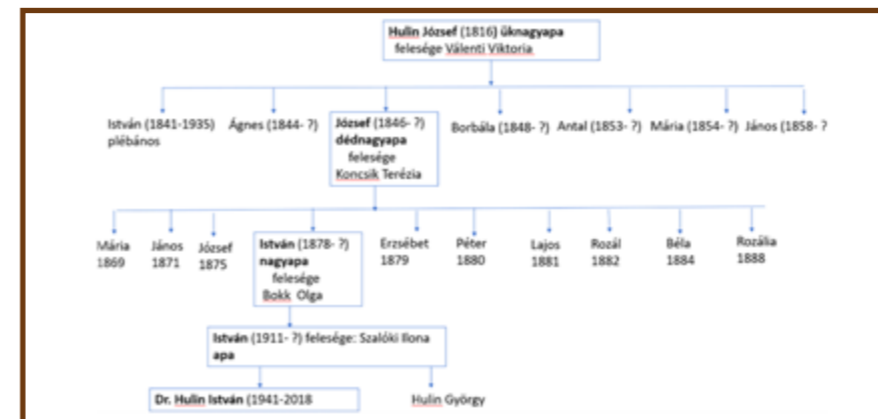 Hulin József (1816) üknagyapa
felesége Válenti Viktoria
István (1841-1935)
plébános
Ágnes (1844- ?)
József (1846- ?)
dédnagyapa
felesége
Koncsik Terézia
Borbála (1848- ?)
Antal (1853- ?)
Mária (1854- ?)
János (1858- ?
Mária
1869
János
1871
József
1875
István (1878- ?)
nagyapa
felesége
Bokk Olga
Erzsébet
1879
Péter
1880
Lajos
1881
Rozál
1882
Béla
1884
Rozália
1888
István (1911- ?) felesége: Szalóki Ilona
apa
Dr. Hulin István (1941-2018
Hulin György